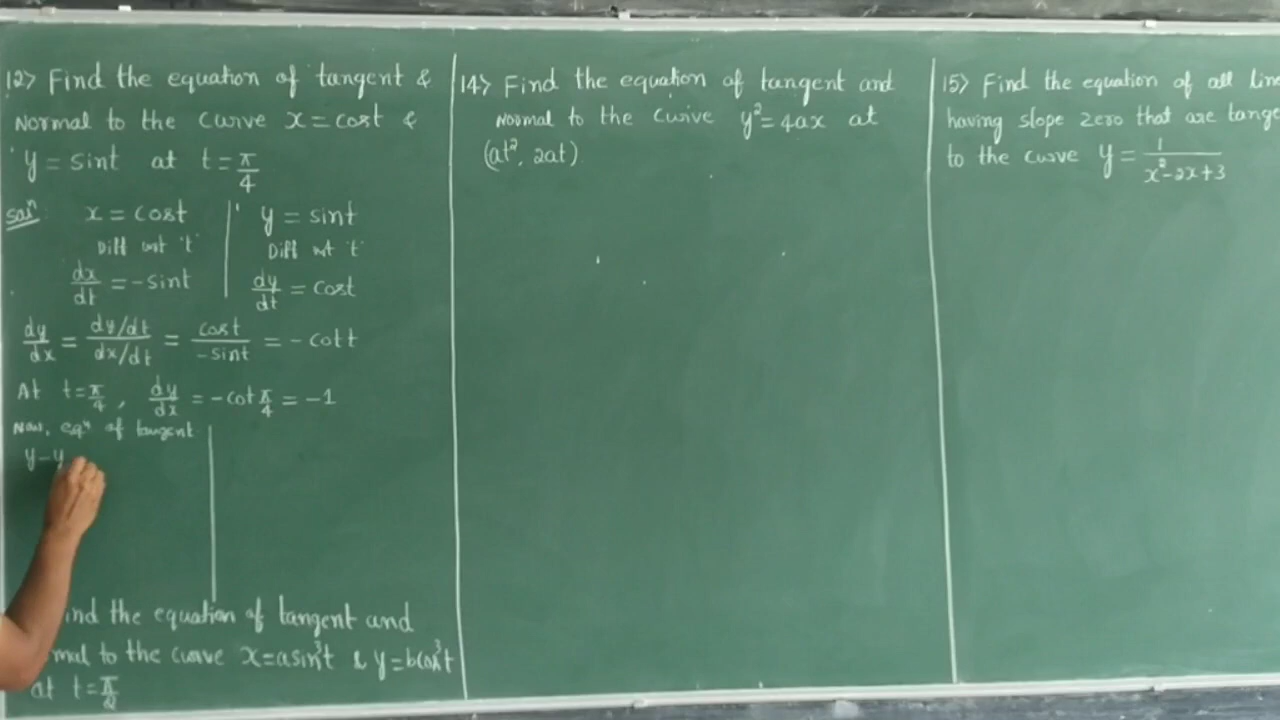 12> Find the equation of tangent &
Normal to the curve x = cost &
y = sint at t = π/4
Solⁿ x = cost y = sint
Diff wrt 't' Diff wrt 't'
dx/dt = -sint dy/dt = cost
dy/dx = dy/dt / dx/dt = cost / -sint = -cott
At t = π/4, dy/dx = -cot π/4 = -1
Now, eqⁿ of tangent
y-y
ind the equation of tangent and
mal to the curve x=asin³t & y=bcos³t
at t = π/2
14> Find the equation of tangent and
Normal to the curve y² = 4ax at
(at², 2at)
15> Find the equation of all lin
having slope zero that are tange
to the curve y = 1 / x²-2x+3